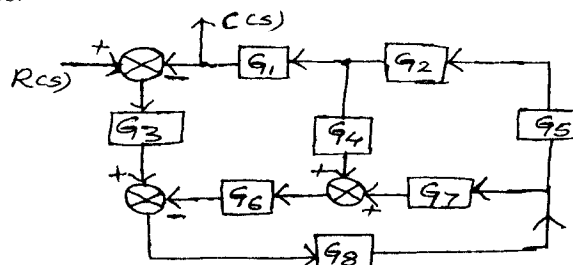 C(s)
+ - G1 G2
R(s)
G3 G4 G5
+ +
- G6 + G7
G8